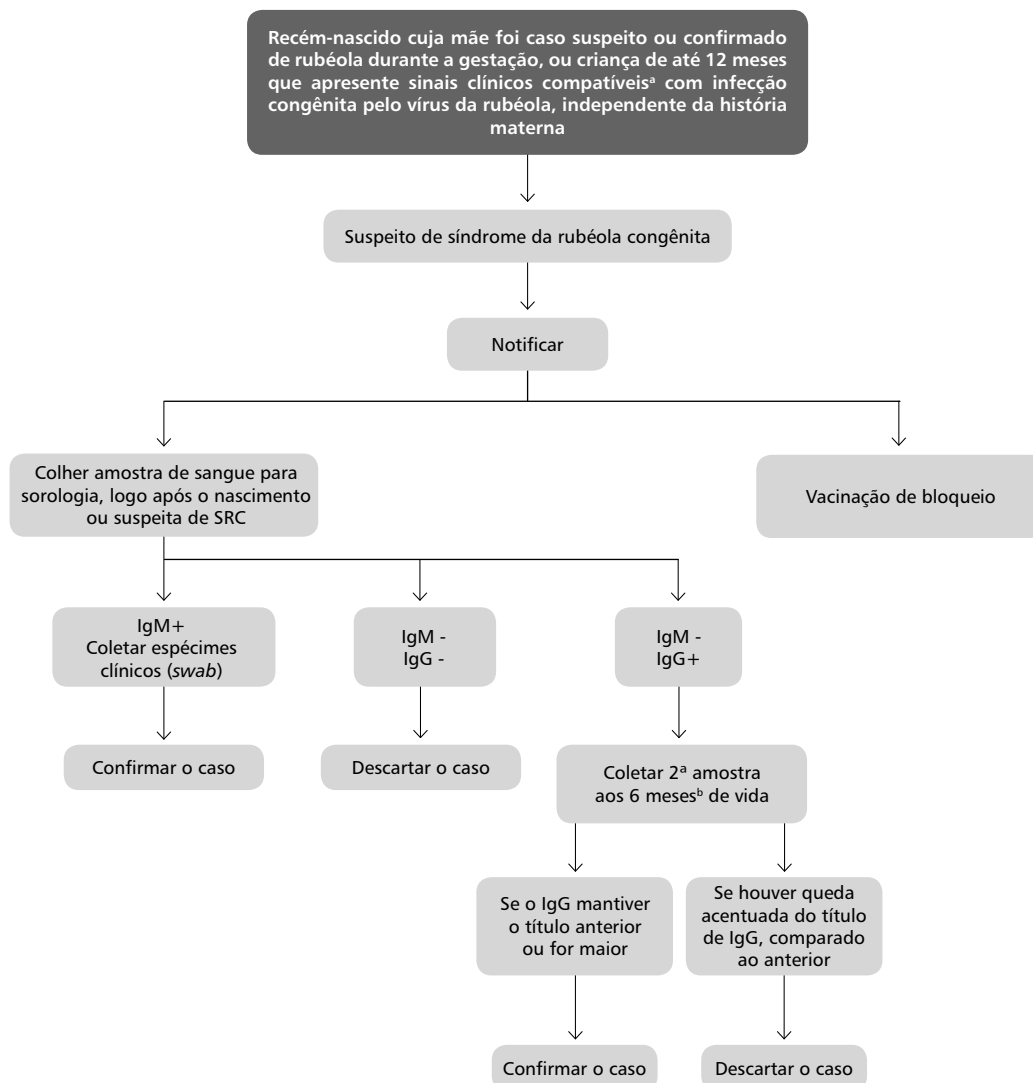 Recém-nascido cuja mãe foi caso suspeito ou confirmado
de rubéola durante a gestação, ou criança de até 12 meses
que apresente sinais clínicos compatíveisᵃ com infecção
congênita pelo vírus da rubéola, independente da história
materna
Suspeito de síndrome da rubéola congênita
Notificar
Colher amostra de sangue para
sorologia, logo após o nascimento
ou suspeita de SRC
Vacinação de bloqueio
IgM+
Coletar espécimes
clínicos (swab)
IgM -
IgG -
IgM -
IgG+
Confirmar o caso
Descartar o caso
Coletar 2ª amostra
aos 6 mesesᵇ de vida
Se o IgG mantiver
o título anterior
ou for maior
Se houver queda
acentuada do título
de IgG, comparado
ao anterior
Confirmar o caso
Descartar o caso